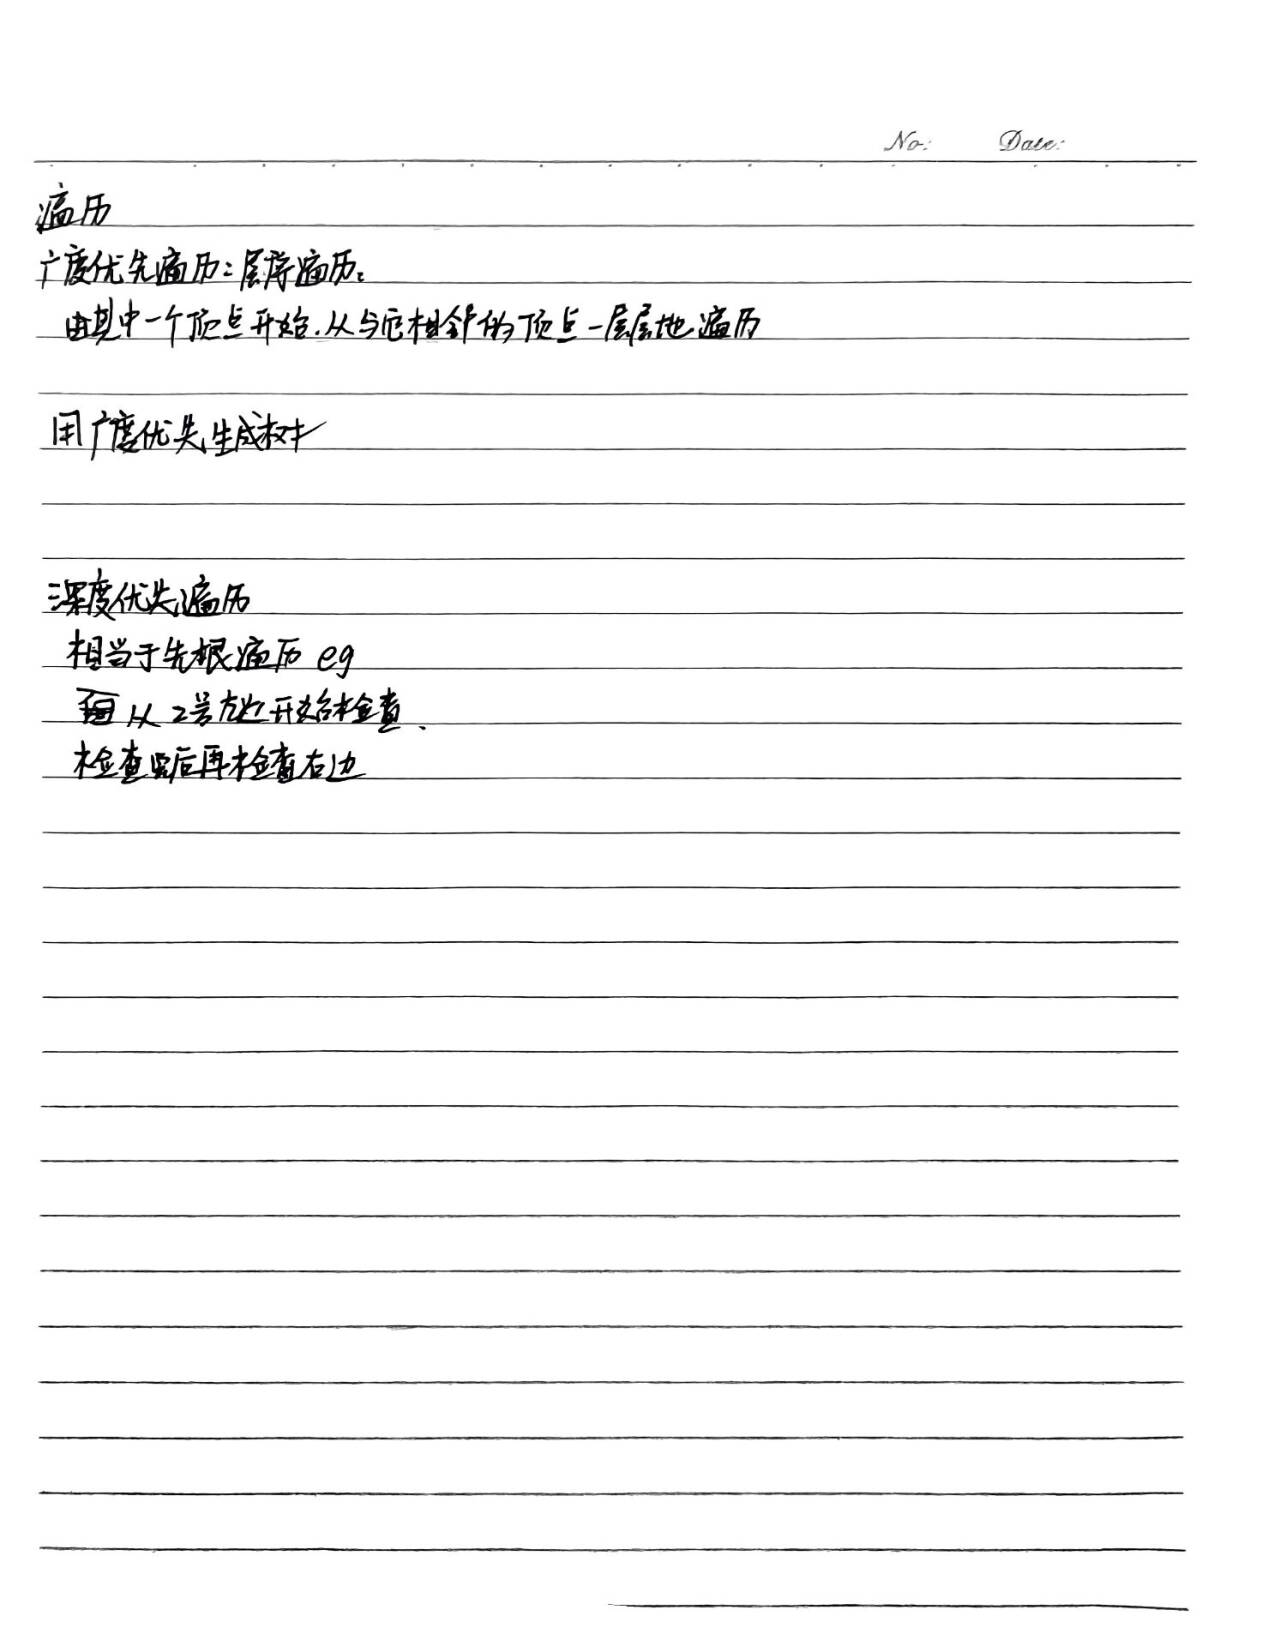 No: Date:
遍历
广度优先遍历:层序遍历。
由其中一个顶点开始.从与它相邻的顶点一层层地遍历
用广度优先生成树
深度优先遍历
相当于先根遍历 eg
从2号左边开始检查、
检查完后再检查右边